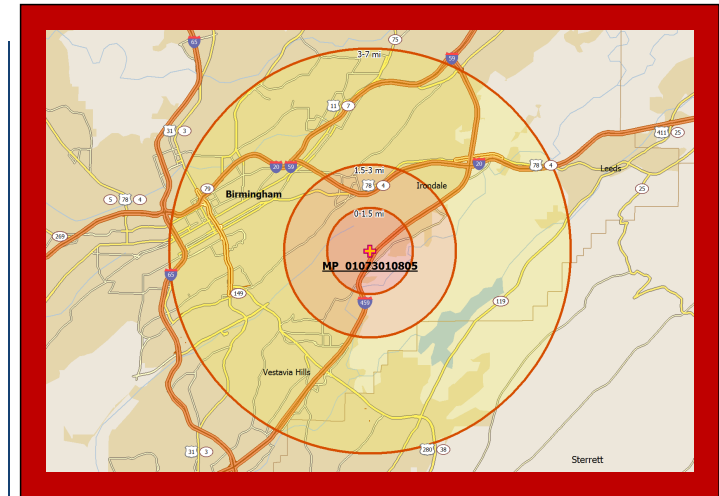 65
75
3-7 mi
59
11 7
31 3
20 59
1.5-3 mi
20
78 4
411 25
78 4
Irondale
Leeds
79
Birmingham
25
5 78 4
0-1.5 mi
269
MP_01073010805
65
149
459
119
Vestavia Hills
31 3
280 38
Sterrett